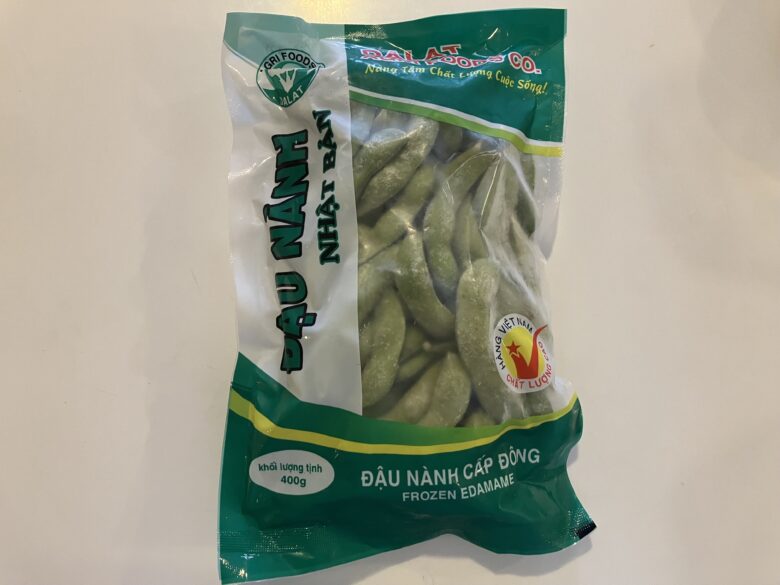 GRI FOODS
DALAT
DALAT
FOODS CO.
Nâng Tầm Chất Lượng Cuộc Sống!
ĐẬU NÀNH
NHẬT BẢN
HÀNG VIỆT NAM
CHẤT LƯỢNG CAO
khối lượng tịnh
400g
ĐẬU NÀNH CẤP ĐÔNG
FROZEN EDAMAME